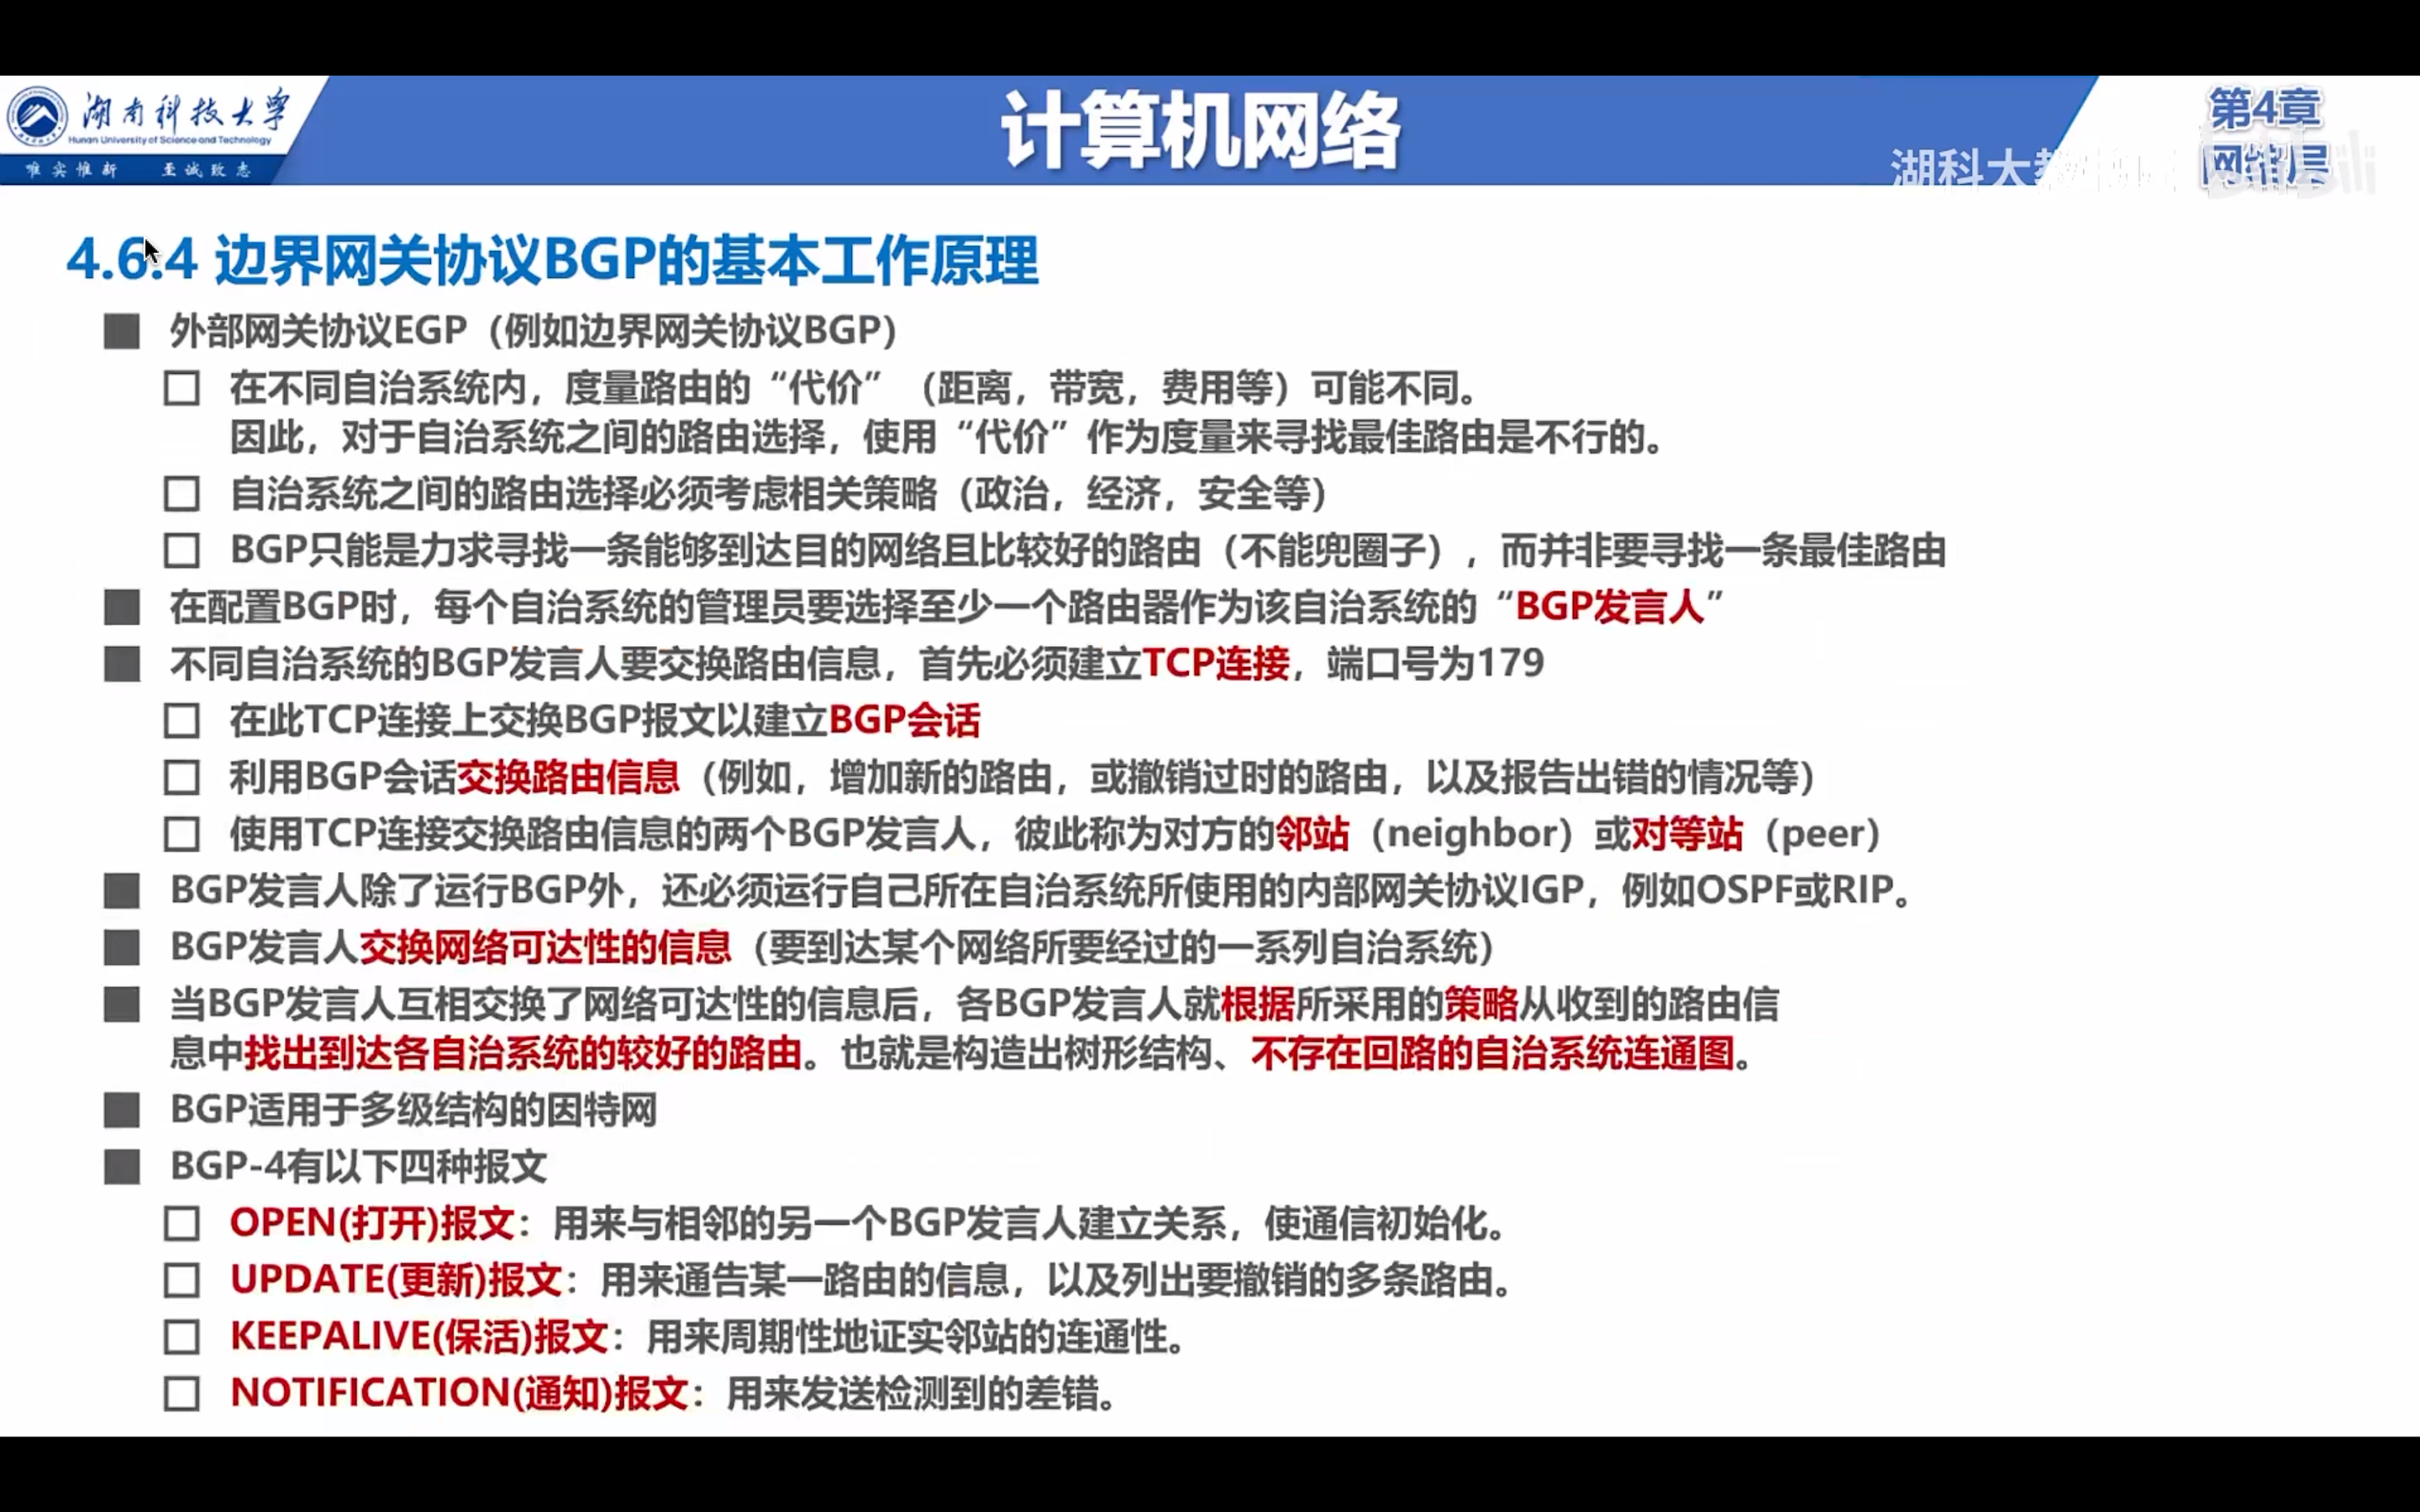 湖南科技大学
Hunan University of Science and Technology
唯实惟新 至诚致志
计算机网络
第4章
网络层
湖科大教
4.6.4 边界网关协议BGP的基本工作原理
外部网关协议EGP（例如边界网关协议BGP）
在不同自治系统内，度量路由的“代价”（距离，带宽，费用等）可能不同。
因此，对于自治系统之间的路由选择，使用“代价”作为度量来寻找最佳路由是不行的。
自治系统之间的路由选择必须考虑相关策略（政治，经济，安全等）
BGP只能是力求寻找一条能够到达目的网络且比较好的路由（不能兜圈子），而并非要寻找一条最佳路由
在配置BGP时，每个自治系统的管理员要选择至少一个路由器作为该自治系统的“BGP发言人”
不同自治系统的BGP发言人要交换路由信息，首先必须建立TCP连接，端口号为179
在此TCP连接上交换BGP报文以建立BGP会话
利用BGP会话交换路由信息（例如，增加新的路由，或撤销过时的路由，以及报告出错的情况等）
使用TCP连接交换路由信息的两个BGP发言人，彼此称为对方的邻站（neighbor）或对等站（peer）
BGP发言人除了运行BGP外，还必须运行自己所在自治系统所使用的内部网关协议IGP，例如OSPF或RIP。
BGP发言人交换网络可达性的信息（要到达某个网络所要经过的一系列自治系统）
当BGP发言人互相交换了网络可达性的信息后，各BGP发言人就根据所采用的策略从收到的路由信
息中找出到达各自治系统的较好的路由。也就是构造出树形结构、不存在回路的自治系统连通图。
BGP适用于多级结构的因特网
BGP-4有以下四种报文
OPEN(打开)报文：用来与相邻的另一个BGP发言人建立关系，使通信初始化。
UPDATE(更新)报文：用来通告某一路由的信息，以及列出要撤销的多条路由。
KEEPALIVE(保活)报文：用来周期性地证实邻站的连通性。
NOTIFICATION(通知)报文：用来发送检测到的差错。